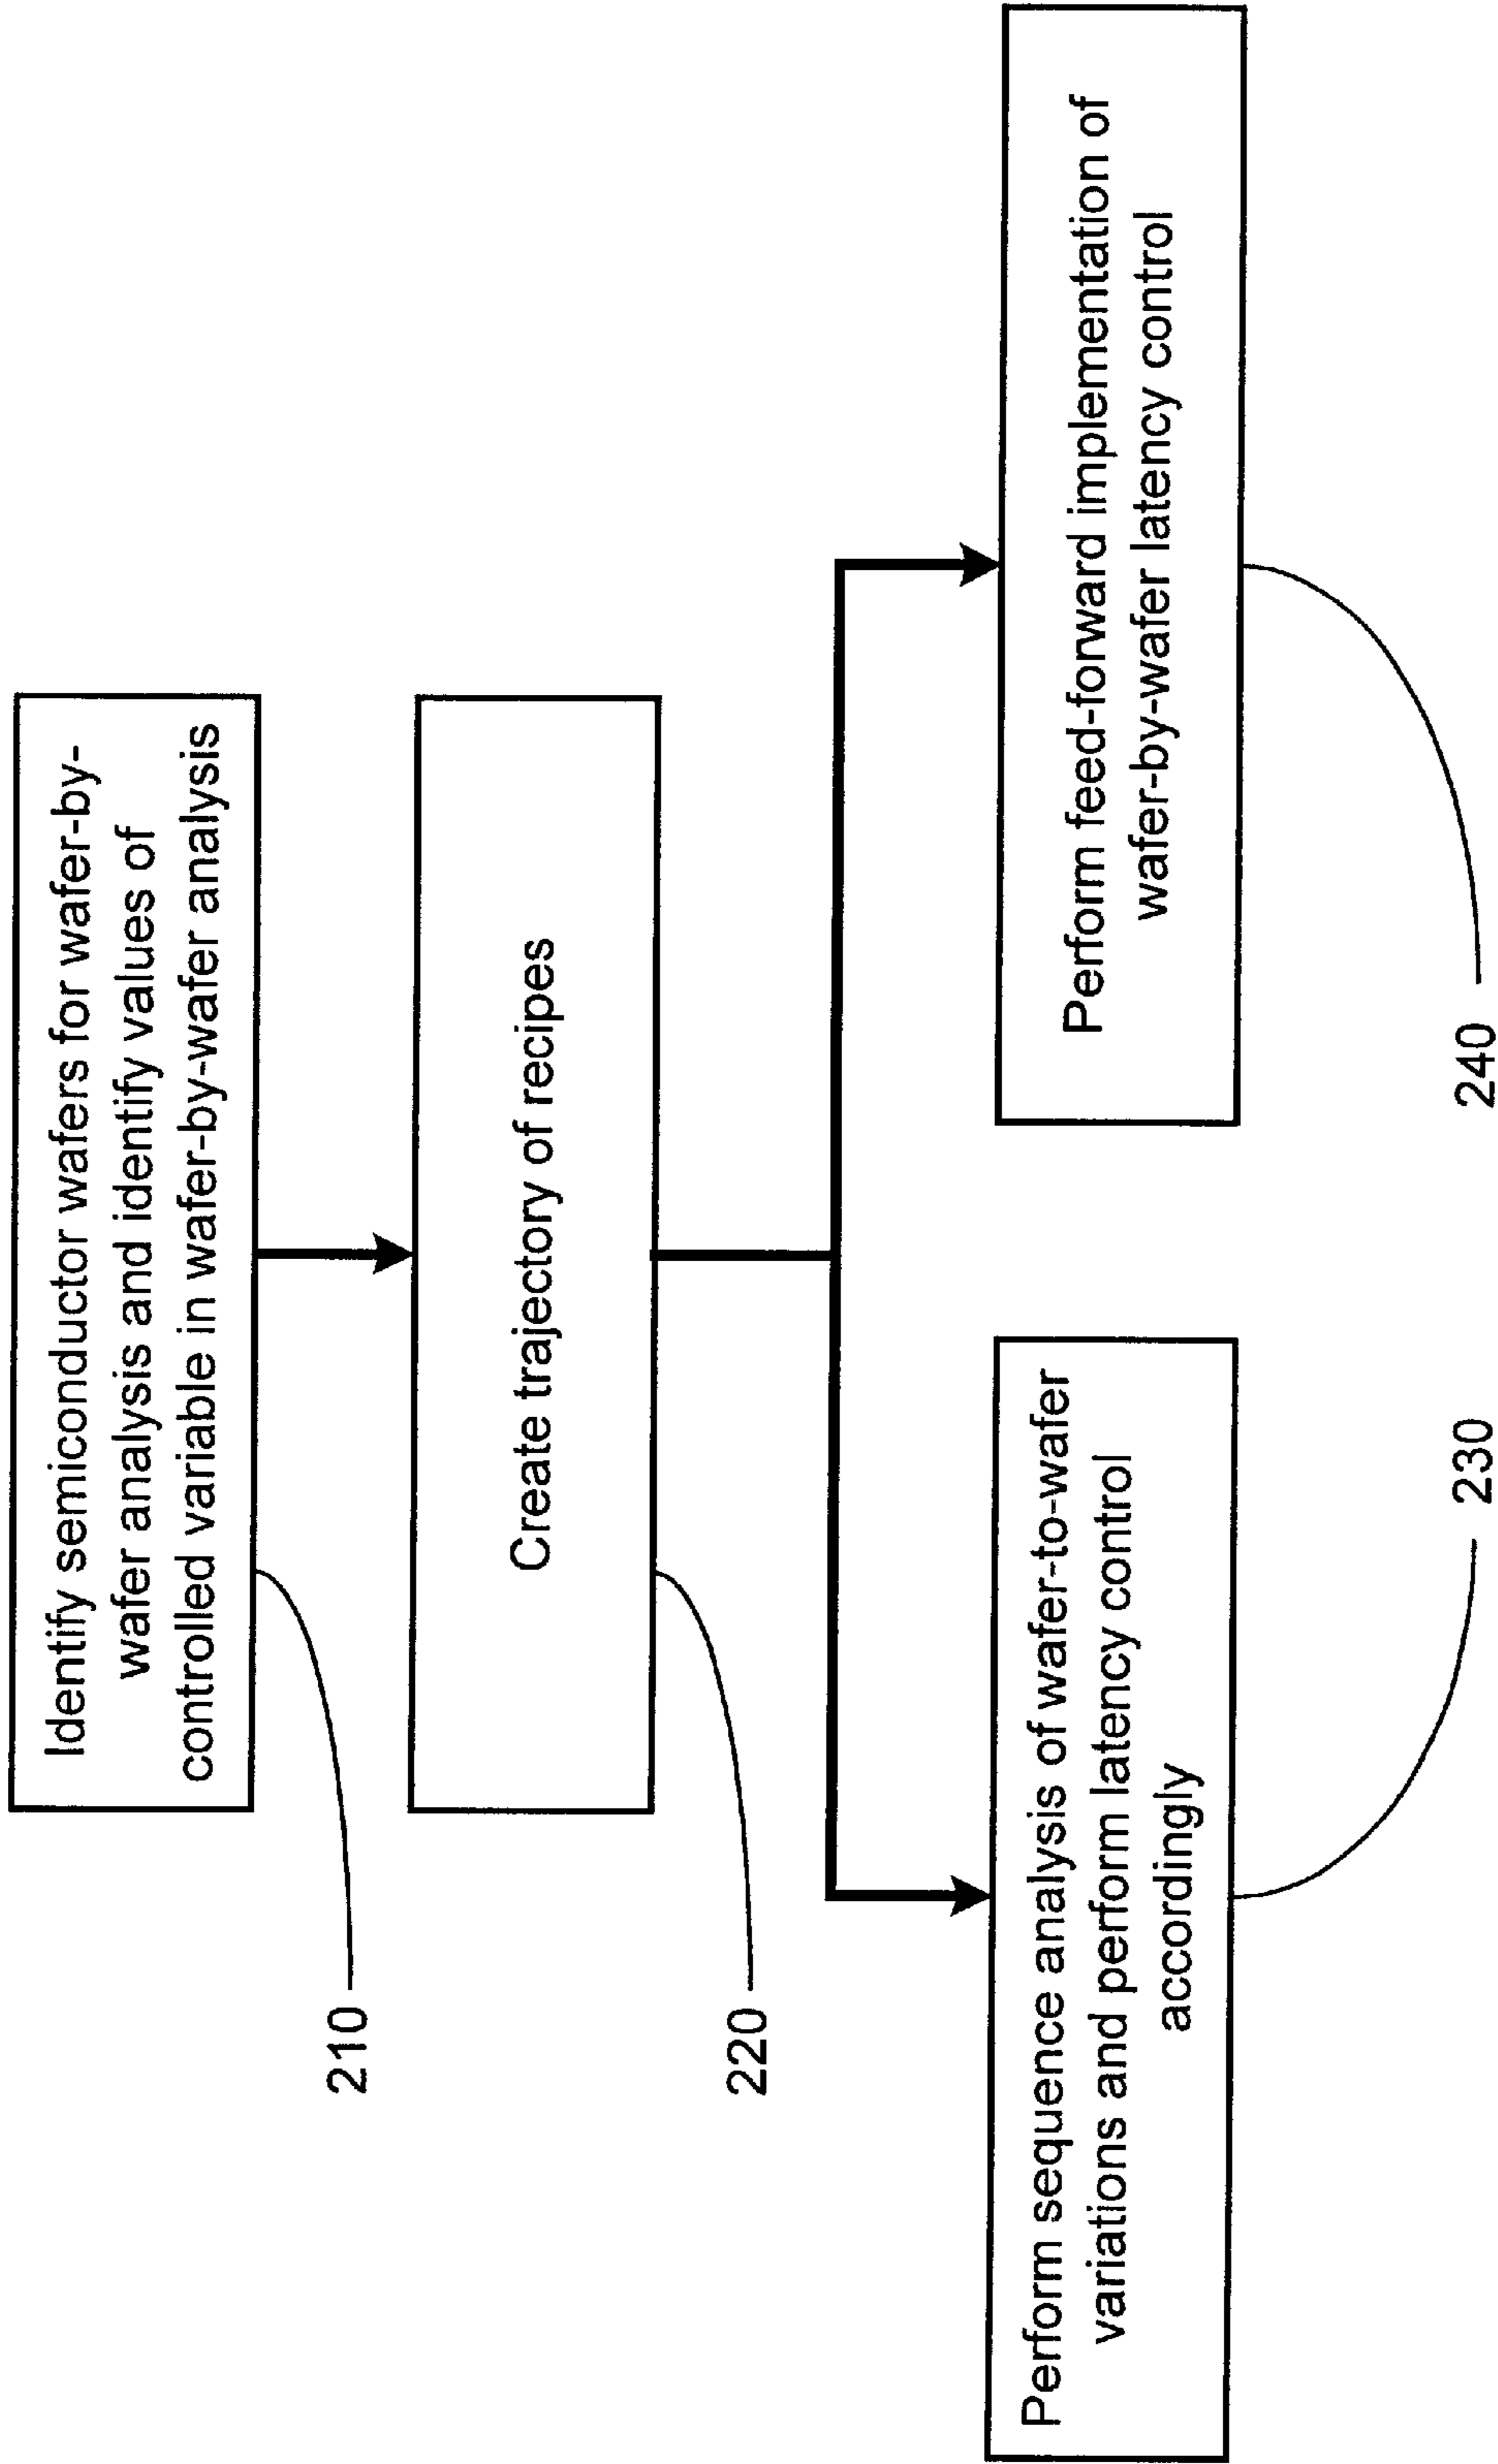 Identify semiconductor wafers for wafer-by-
wafer analysis and identify values of
controlled variable in wafer-by-wafer analysis
210
Create trajectory of recipes
220
Perform sequence analysis of wafer-to-wafer
variations and perform latency control
accordingly
230
Perform feed-forward implementation of
wafer-by-wafer latency control
240